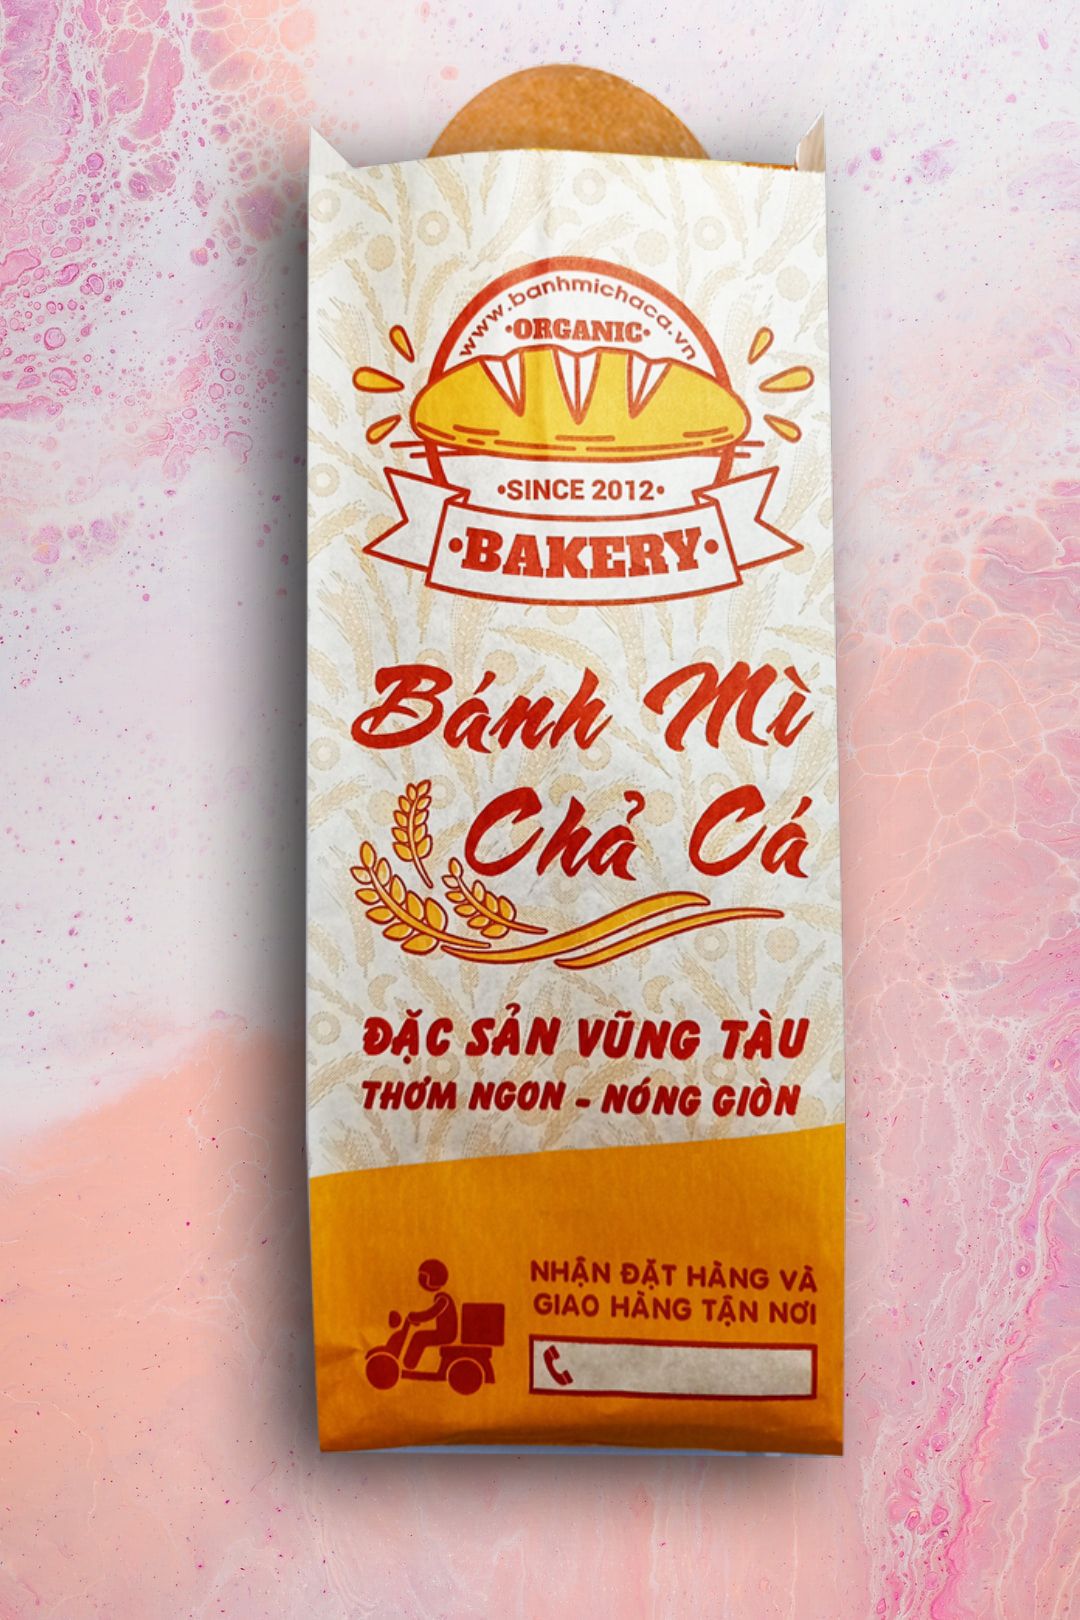 www.banhmichaca.vn
•ORGANIC•
•SINCE 2012•
•BAKERY•
Bánh Mì
Chả Cá
ĐẶC SẢN VŨNG TÀU
THƠM NGON - NÓNG GIÒN
NHẬN ĐẶT HÀNG VÀ
GIAO HÀNG TẬN NƠI